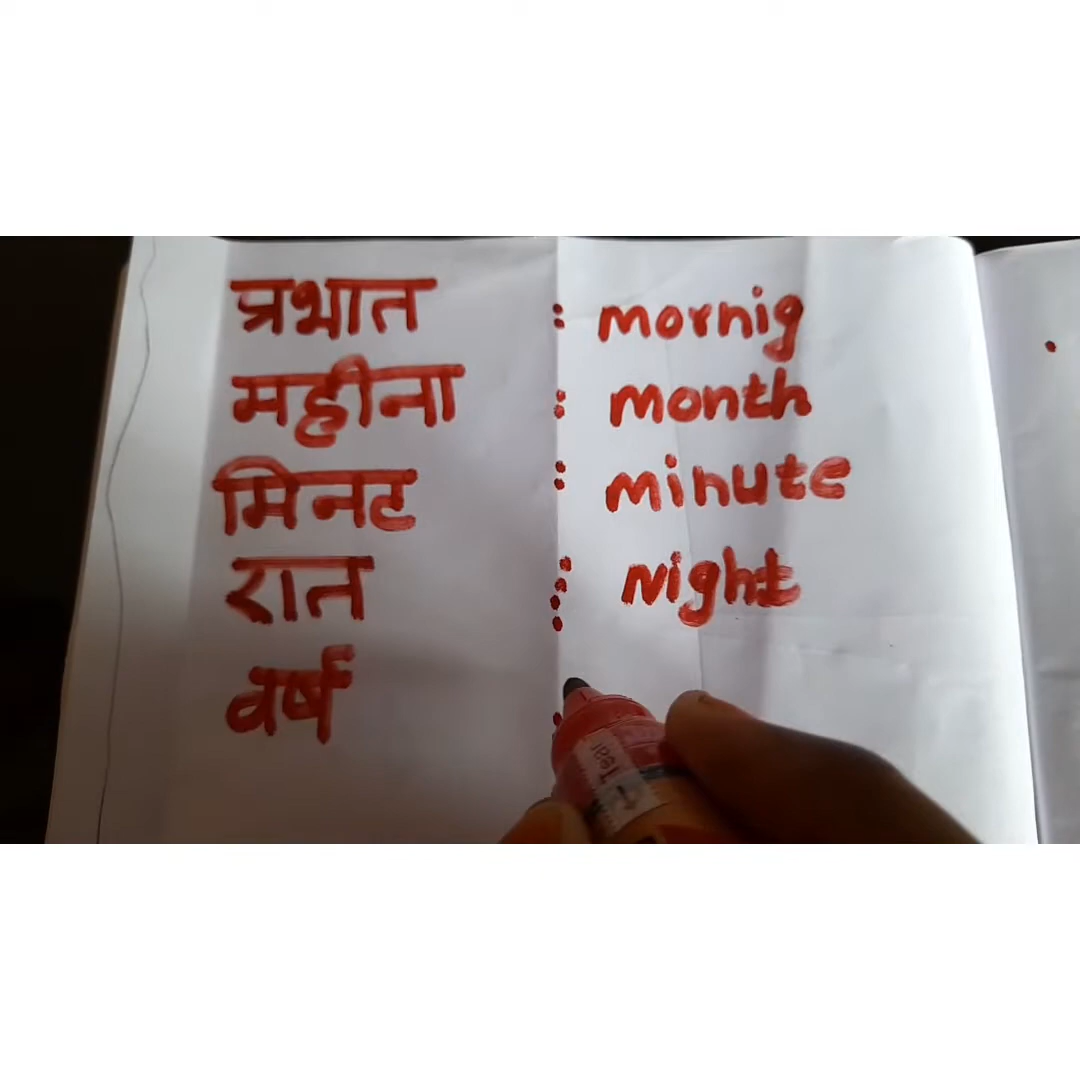 प्रभात : mornig
महीना : month
मिनट : minute
रात : Night
वर्ष :